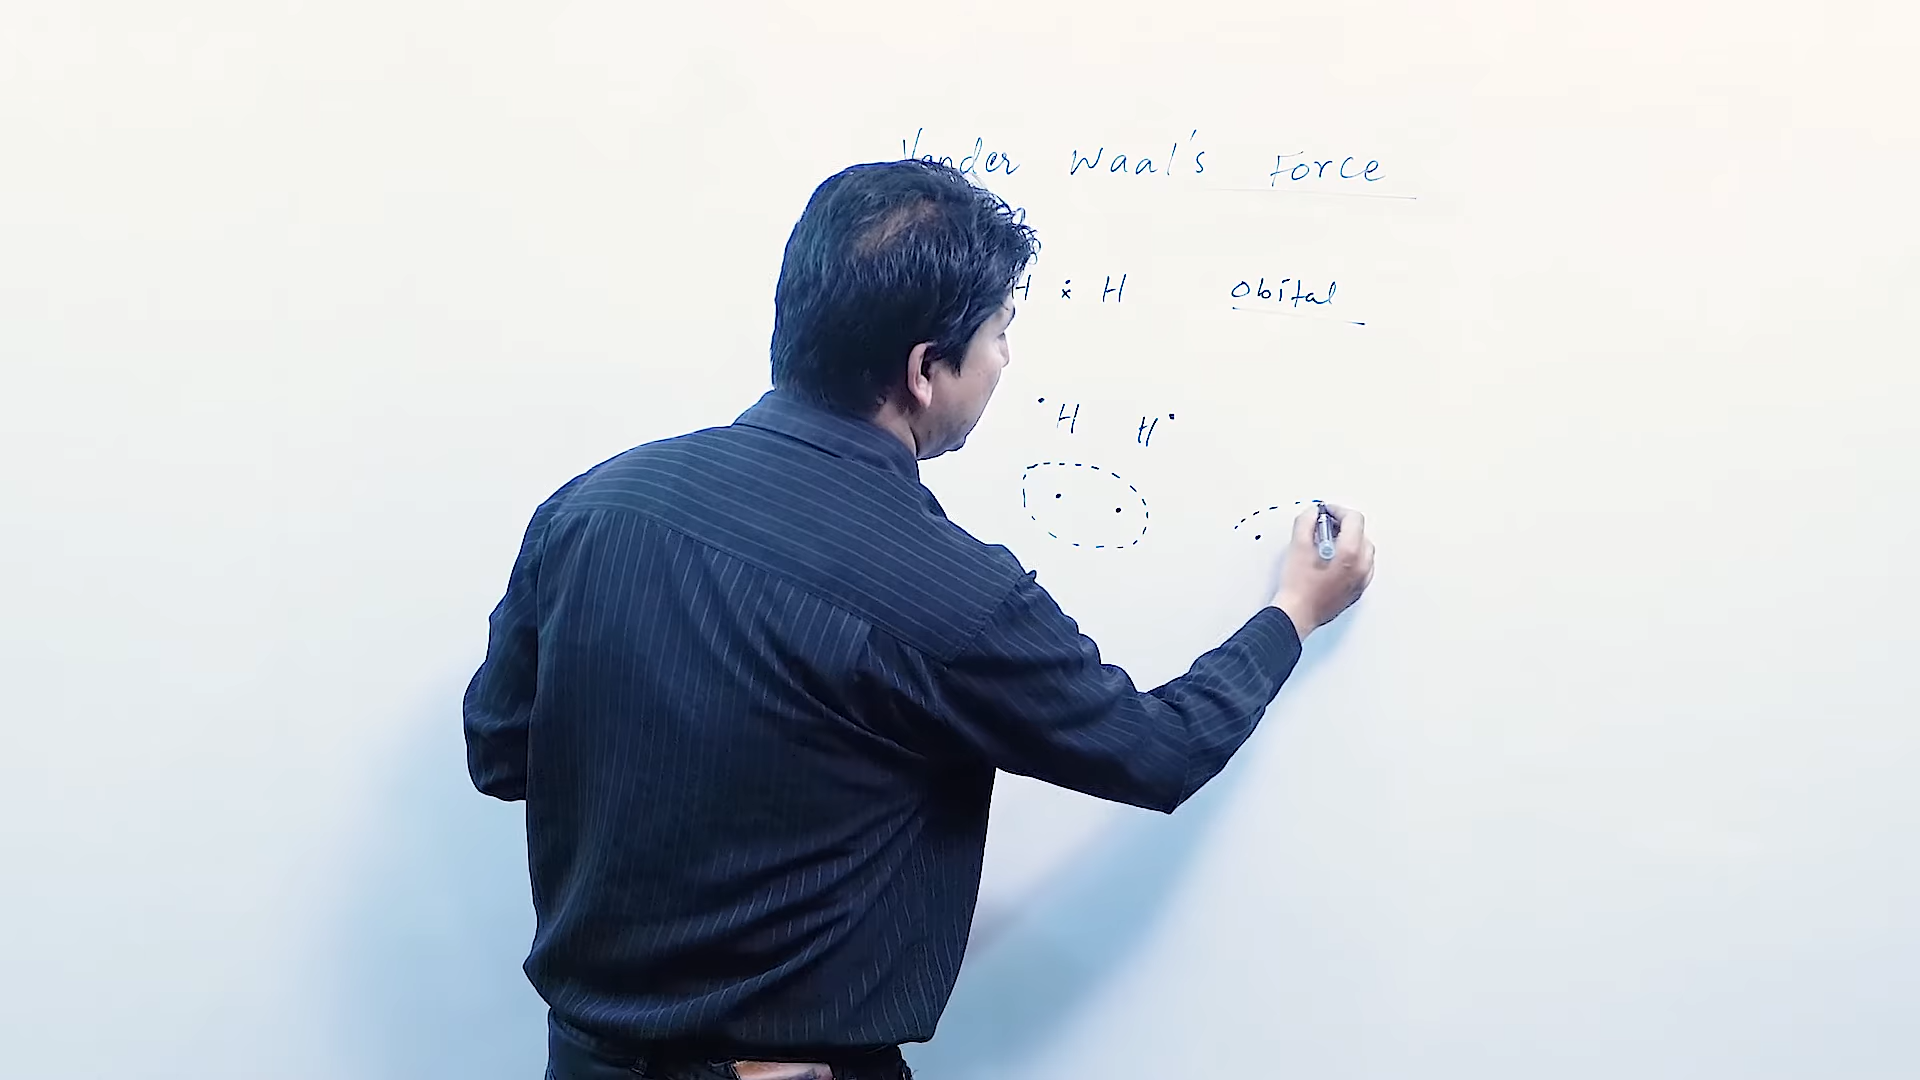 Vander Waal's Force
H ⋅x H Obital
• H H •